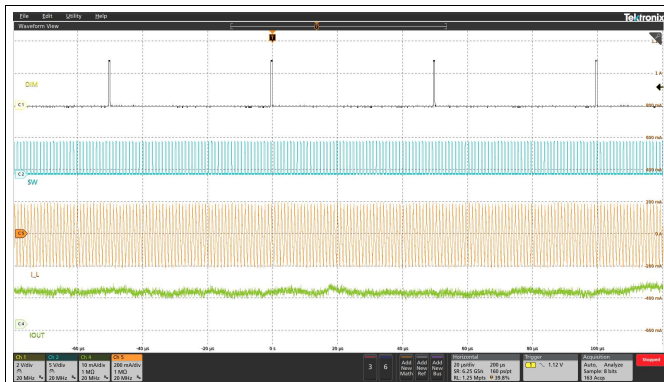 File Edit Utility Help
Tektronix
Waveform View
DIM
1 A
C1
800 mA
600 mA
C2
SW
400 mA
200 mA
C5
0 A
-200 mA
I_L
-400 mA
C4
-600 mA
IOUT
-60 µs -40 µs -20 µs 0 s 20 µs 40 µs 60 µs 80 µs 100 µs
Ch 1 Ch 2 Ch 4 Ch 5
2 V/div 5 V/div 10 mA/div 200 mA/div
1 MΩ 1 MΩ
20 MHz 20 MHz 20 MHz 20 MHz
3 6
Add New Math
Add New Ref
Add New Bus
Horizontal
20 µs/div 200 µs
SR: 6.25 GS/s 160 ps/pt
RL: 1.25 Mpts 39.8%
Trigger
1 1.12 V
Acquisition
Auto, Analyze
Sample: 8 bits
163 Acqs
Stopped